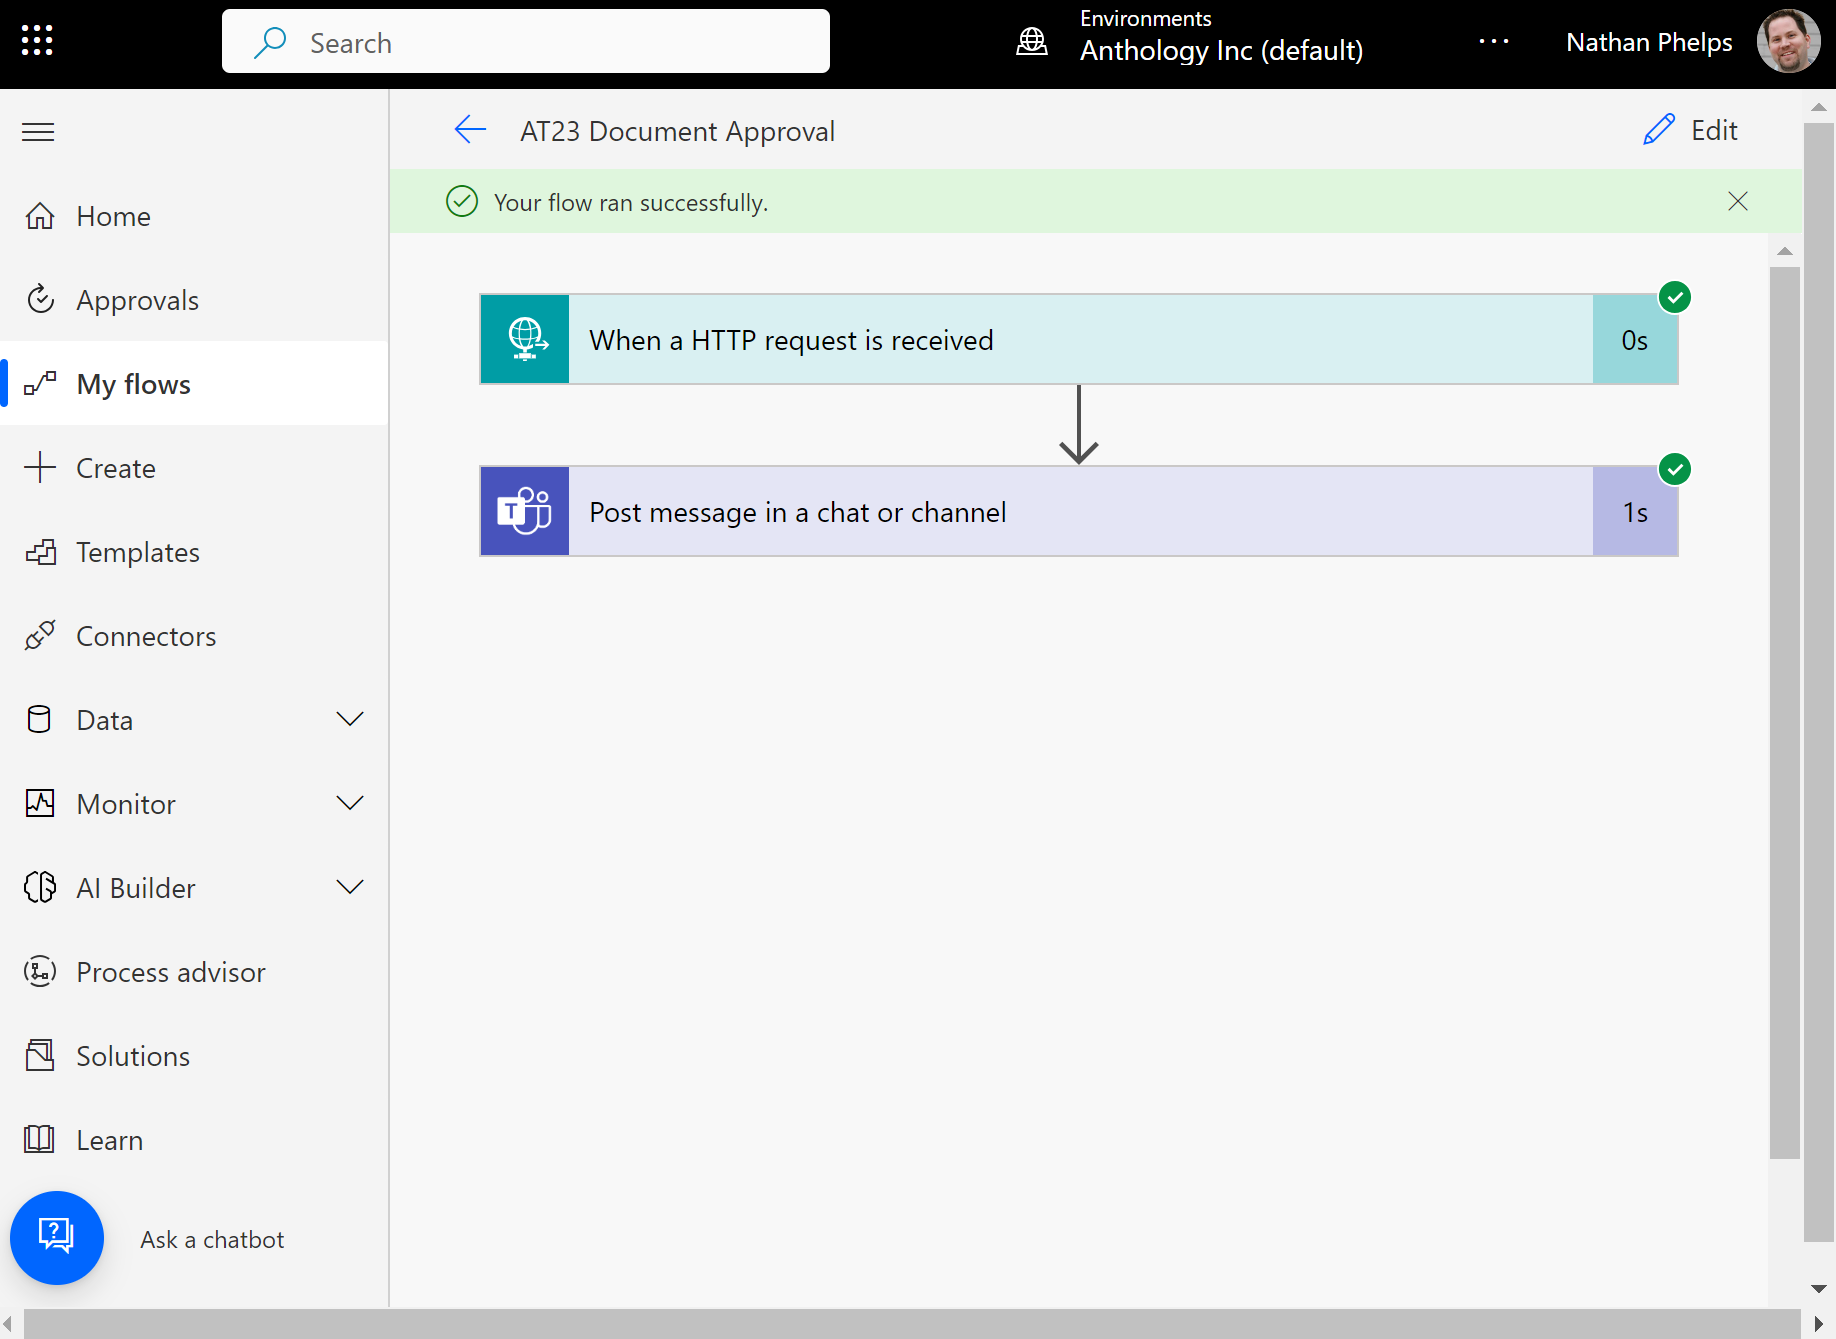 Search
Environments
Anthology Inc (default)
...
Nathan Phelps
AT23 Document Approval
Edit
Your flow ran successfully.
Home
Approvals
My flows
Create
Templates
Connectors
Data
Monitor
AI Builder
Process advisor
Solutions
Learn
Ask a chatbot
When a HTTP request is received
0s
T
Post message in a chat or channel
1s
?